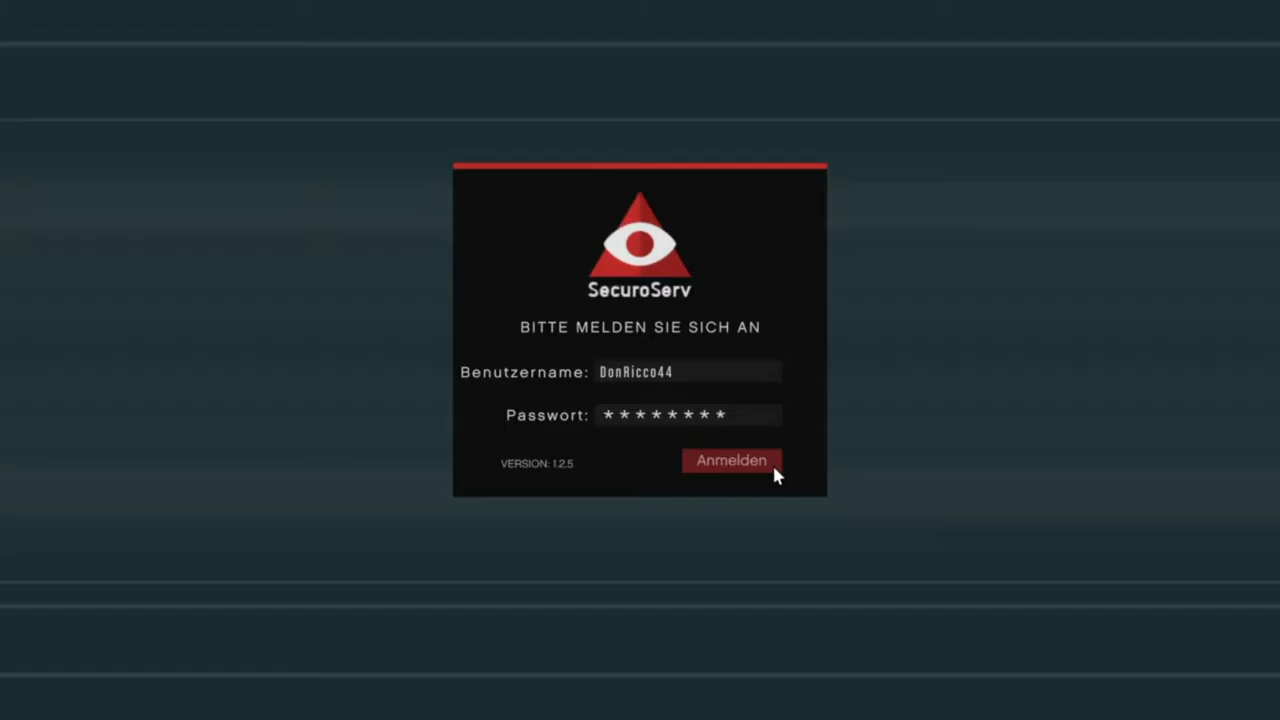 SecuroServ
BITTE MELDEN SIE SICH AN
Benutzername: DonRicco44
Passwort: ********
VERSION: 1.2.5 Anmelden